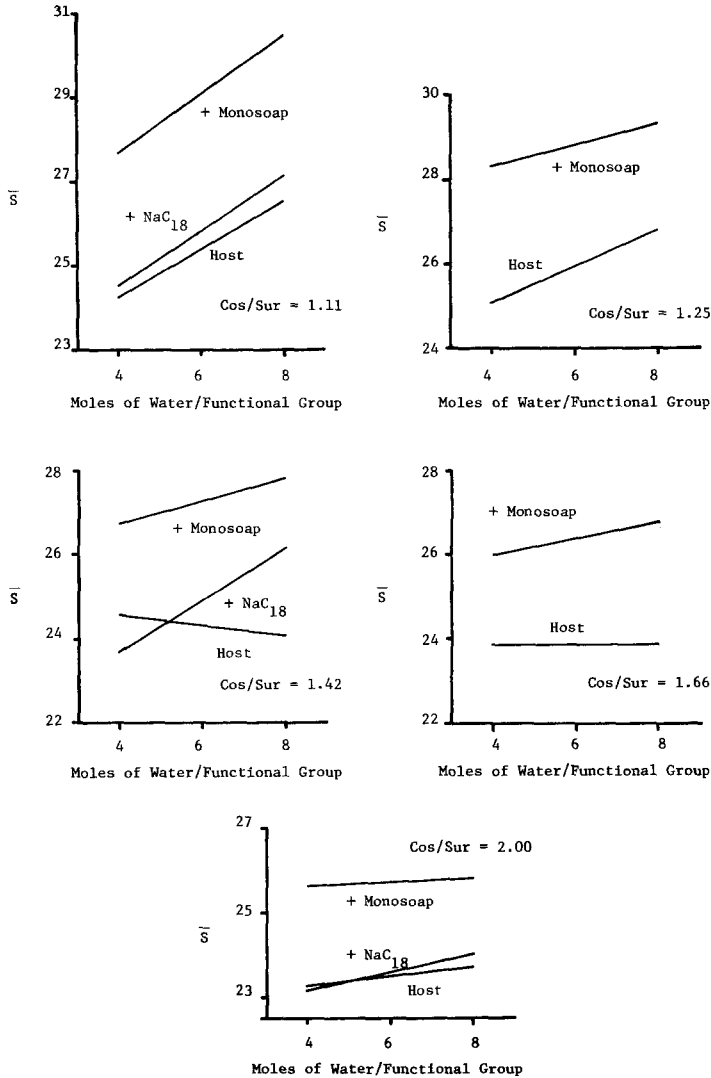 31
29
27
25
23
S̄
+ Monosoap
+ NaC18
Host
Cos/Sur = 1.11
4 6 8
Moles of Water/Functional Group
30
28
26
24
S̄
+ Monosoap
Host
Cos/Sur = 1.25
4 6 8
Moles of Water/Functional Group
28
26
24
22
S̄
+ Monosoap
+ NaC18
Host
Cos/Sur = 1.42
4 6 8
Moles of Water/Functional Group
28
26
24
22
S̄
+ Monosoap
Host
Cos/Sur = 1.66
4 6 8
Moles of Water/Functional Group
27
25
23
S̄
Cos/Sur = 2.00
+ Monosoap
+ NaC18
Host
4 6 8
Moles of Water/Functional Group